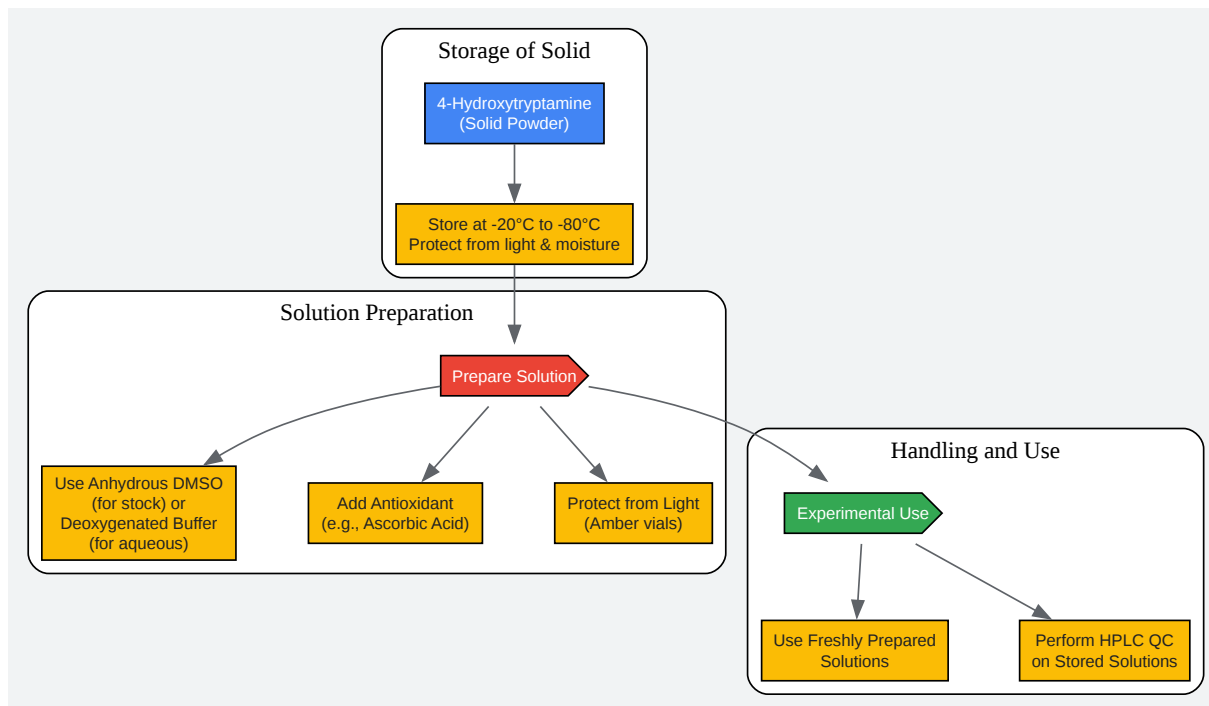 Storage of Solid
4-Hydroxytryptamine
(Solid Powder)
Store at -20°C to -80°C
Protect from light & moisture
Solution Preparation
Prepare Solution
Use Anhydrous DMSO
(for stock) or
Deoxygenated Buffer
(for aqueous)
Add Antioxidant
(e.g., Ascorbic Acid)
Protect from Light
(Amber vials)
Handling and Use
Experimental Use
Use Freshly Prepared
Solutions
Perform HPLC QC
on Stored Solutions